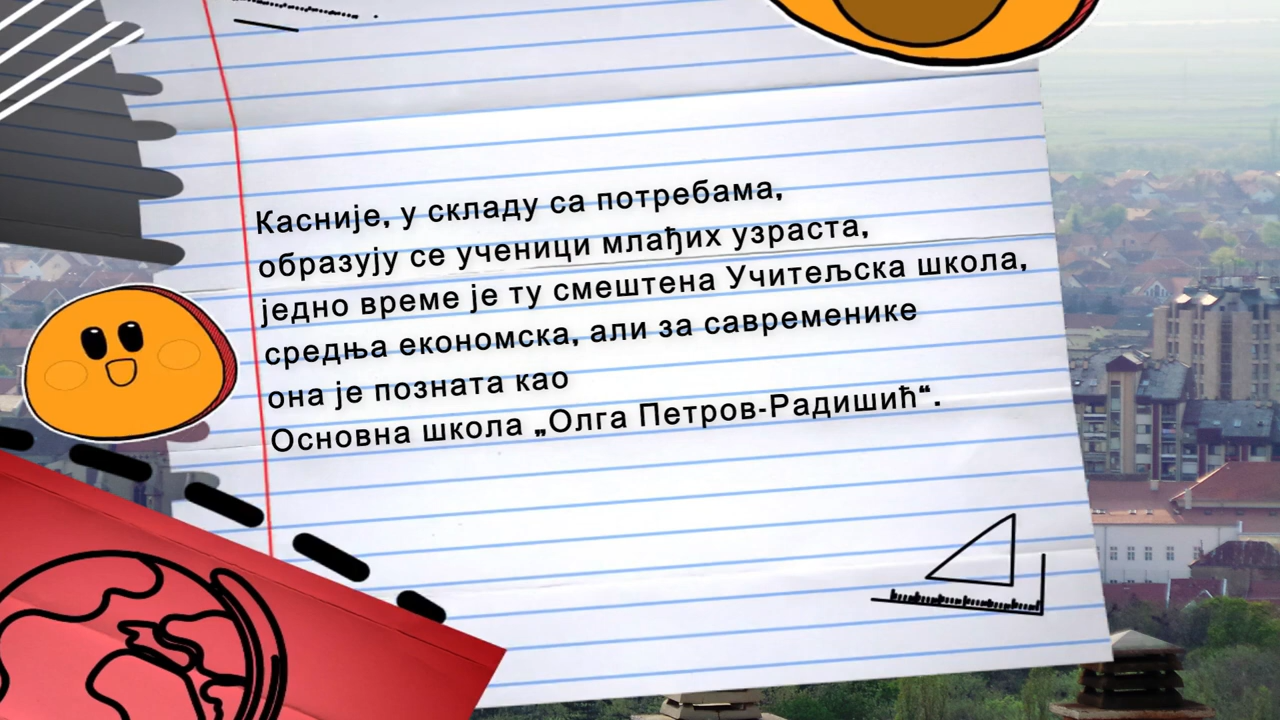 Касније, у складу са потребама,
образују се ученици млађих узраста,
једно време је ту смештена Учитељска школа,
средња економска, али за савременике
она је позната као
Основна школа „Олга Петров-Радишић“.